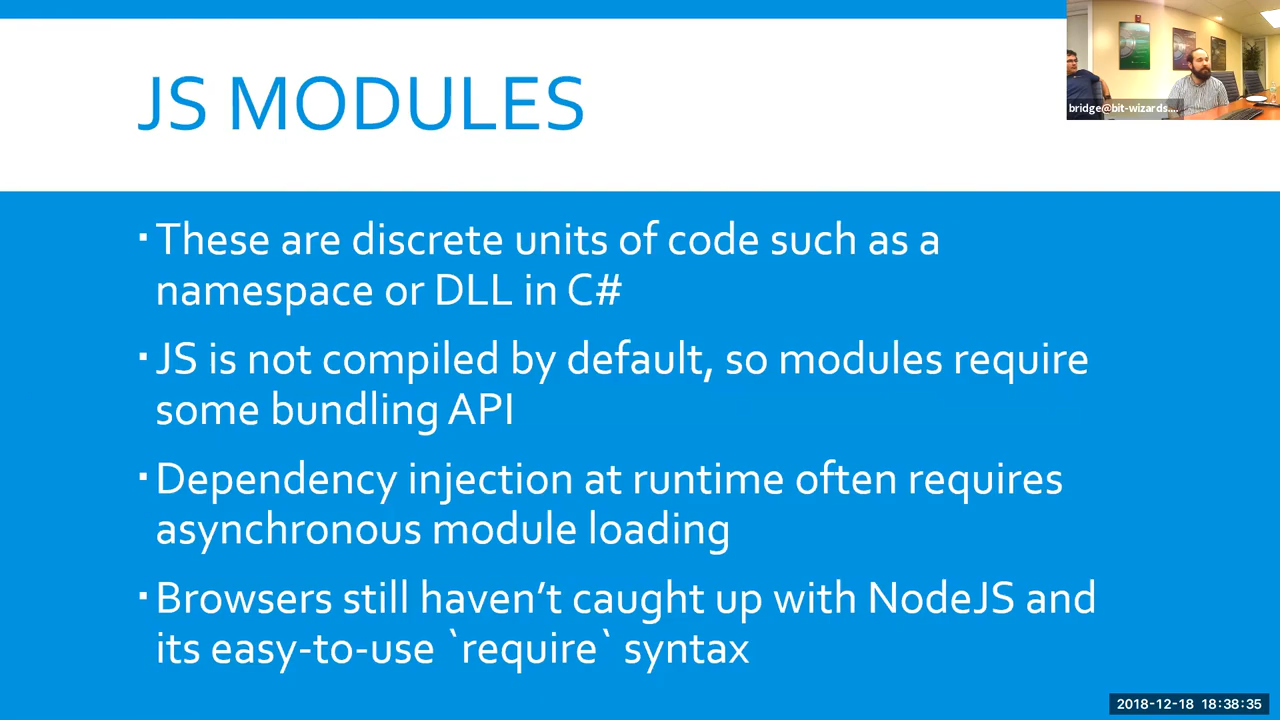 JS MODULES
bridge@bit-wizards....
▪ These are discrete units of code such as a
namespace or DLL in C#
▪ JS is not compiled by default, so modules require
some bundling API
▪ Dependency injection at runtime often requires
asynchronous module loading
▪ Browsers still haven’t caught up with NodeJS and
its easy-to-use `require` syntax
2018-12-18 18:38:35